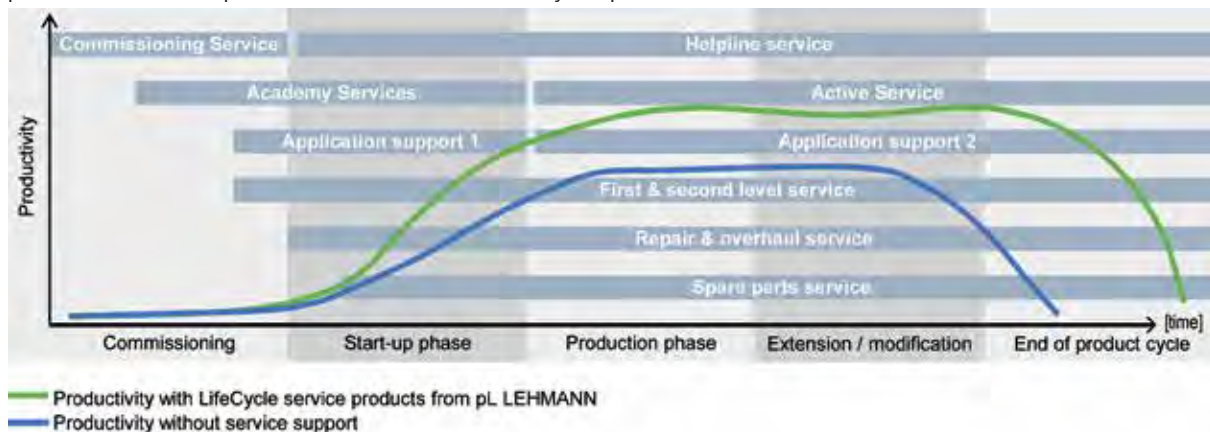 Commissioning Service
Helpline service
Academy Services
Active Service
Application support 1
Application support 2
First & second level service
Repair & overhaul service
Spare parts service
Productivity
[time]
Commissioning
Start-up phase
Production phase
Extension / modification
End of product cycle
Productivity with LifeCycle service products from pL LEHMANN
Productivity without service support